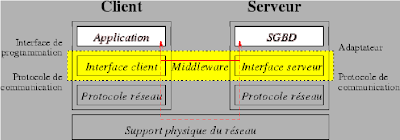 Client Serveur
Application SGBD
Interface de programmation Adaptateur
Interface client Middleware Interface serveur
Protocole de communication Protocole de communication
Protocole réseau Protocole réseau
Support physique du réseau